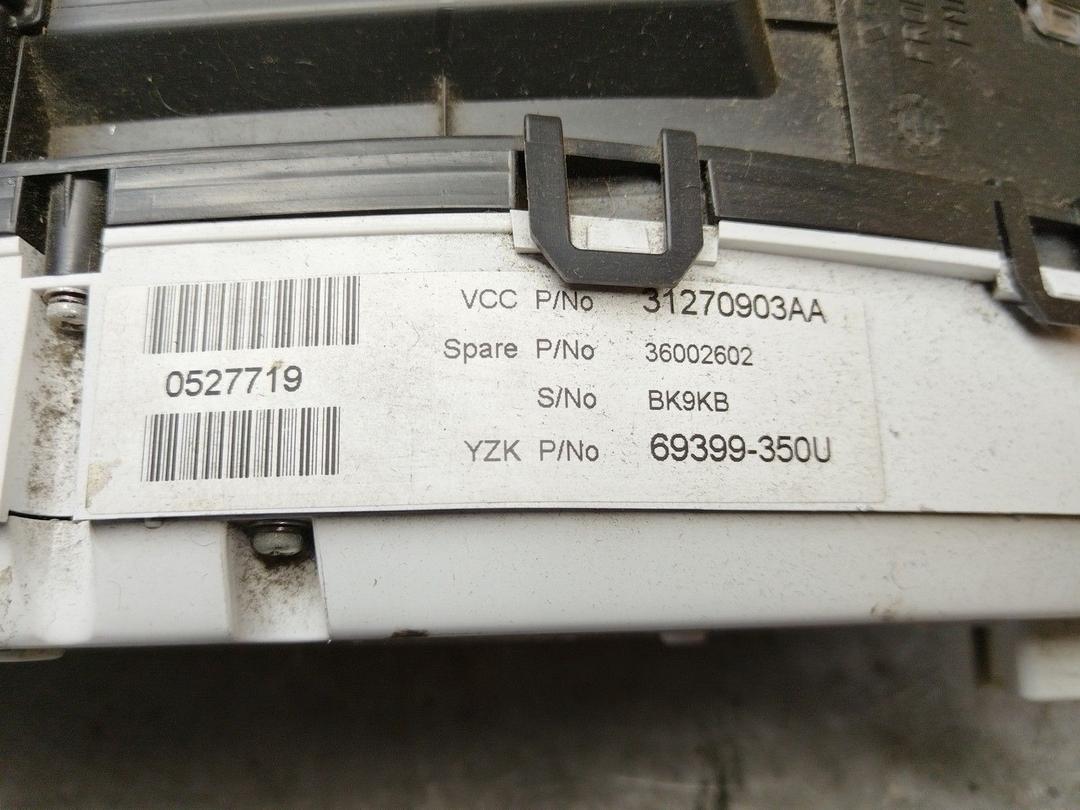 VCC P/No 31270903AA
Spare P/No 36002602
0527719
S/No BK9KB
YZK P/No 69399-350U